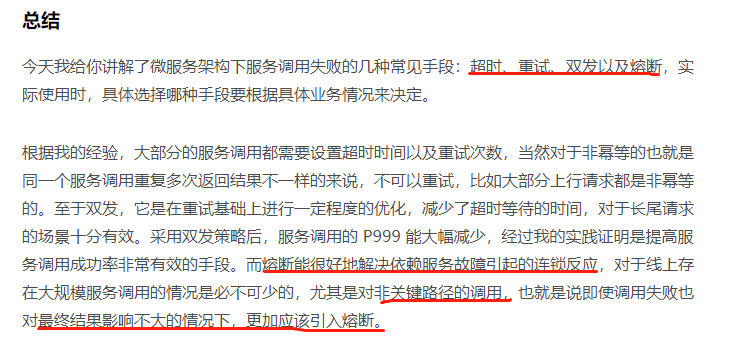 总结
今天我给你讲解了微服务架构下服务调用失败的几种常见手段：超时、重试、双发以及熔断，实
际使用时，具体选择哪种手段要根据具体业务情况来决定。
根据我的经验，大部分的服务调用都需要设置超时时间以及重试次数，当然对于非幂等的也就是
同一个服务调用重复多次返回结果不一样的来说，不可以重试，比如大部分上行请求都是非幂等
的。至于双发，它是在重试基础上进行一定程度的优化，减少了超时等待的时间，对于长尾请求
的场景十分有效。采用双发策略后，服务调用的 P999 能大幅减少，经过我的实践证明是提高服
务调用成功率非常有效的手段。而熔断能很好地解决依赖服务故障引起的连锁反应，对于线上存
在大规模服务调用的情况是必不可少的，尤其是对非关键路径的调用，也就是说即使调用失败也
对最终结果影响不大的情况下，更加应该引入熔断。